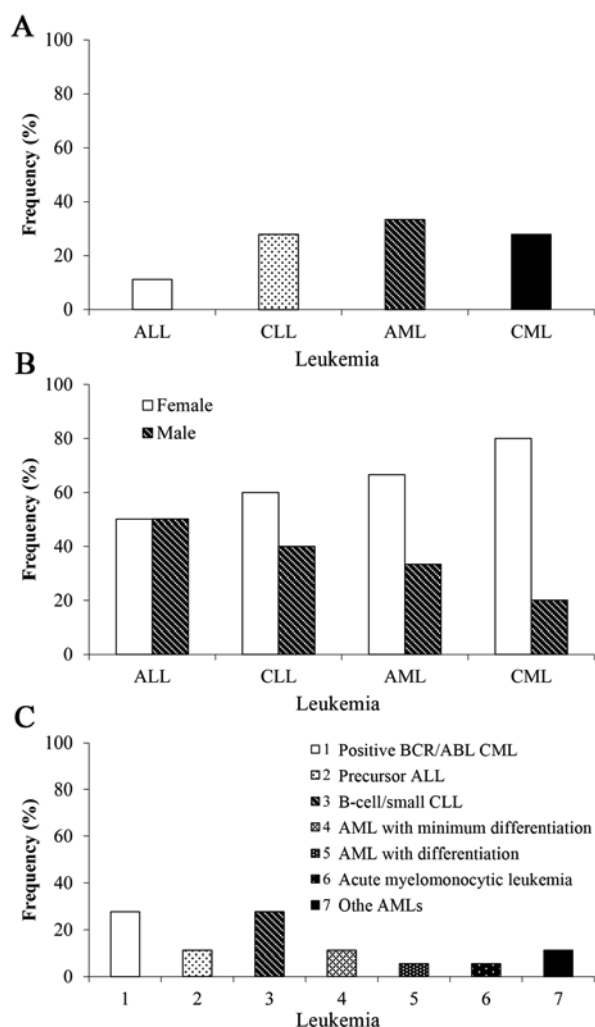 A
100
80
60
40
20
0
Frequency (%)
ALL CLL AML CML
Leukemia
B
100
80
60
40
20
0
Frequency (%)
Female
Male
ALL CLL AML CML
Leukemia
C
100
80
60
40
20
0
Frequency (%)
1 Positive BCR/ABL CML
2 Precursor ALL
3 B-cell/small CLL
4 AML with minimum differentiation
5 AML with differentiation
6 Acute myelomonocytic leukemia
7 Othe AMLs
1 2 3 4 5 6 7
Leukemia